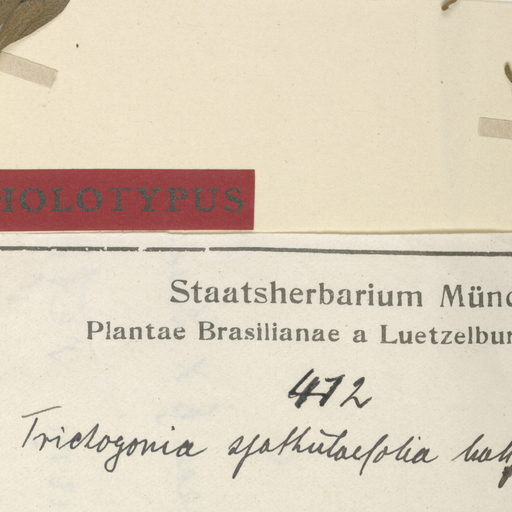 HOLOTYPUS
Staatsherbarium Münc
Plantae Brasilianae a Luetzelbur
472
Trichogonia spathulaefolia